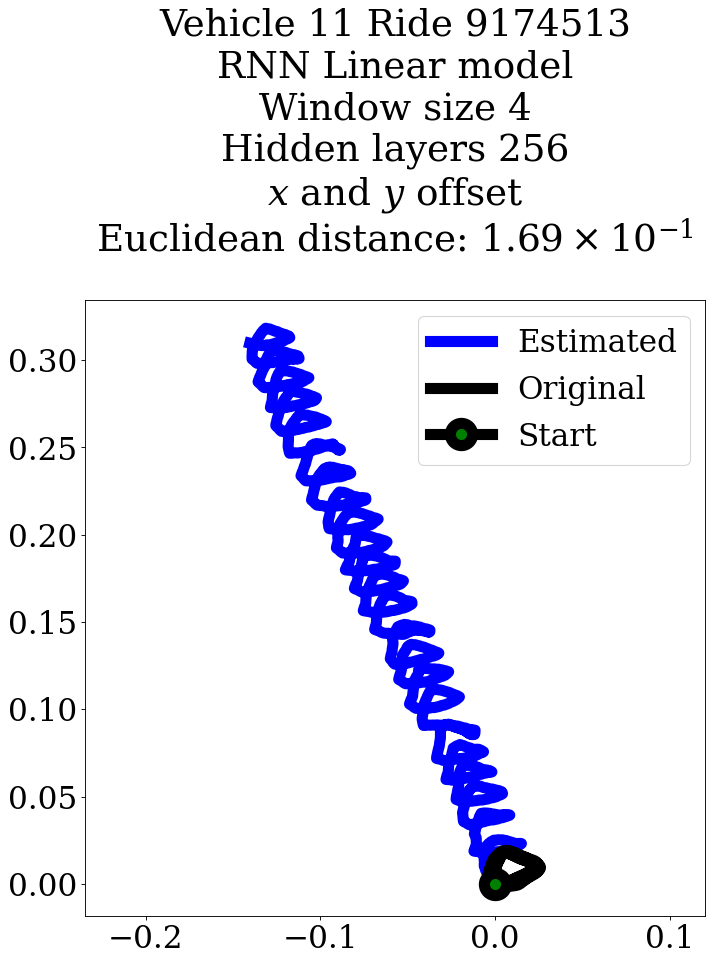 Vehicle 11 Ride 9174513
RNN Linear model
Window size 4
Hidden layers 256
x and y offset
Euclidean distance: 1.69 × 10⁻¹
Estimated
Original
Start
0.30
0.25
0.20
0.15
0.10
0.05
0.00
−0.2 −0.1 0.0 0.1